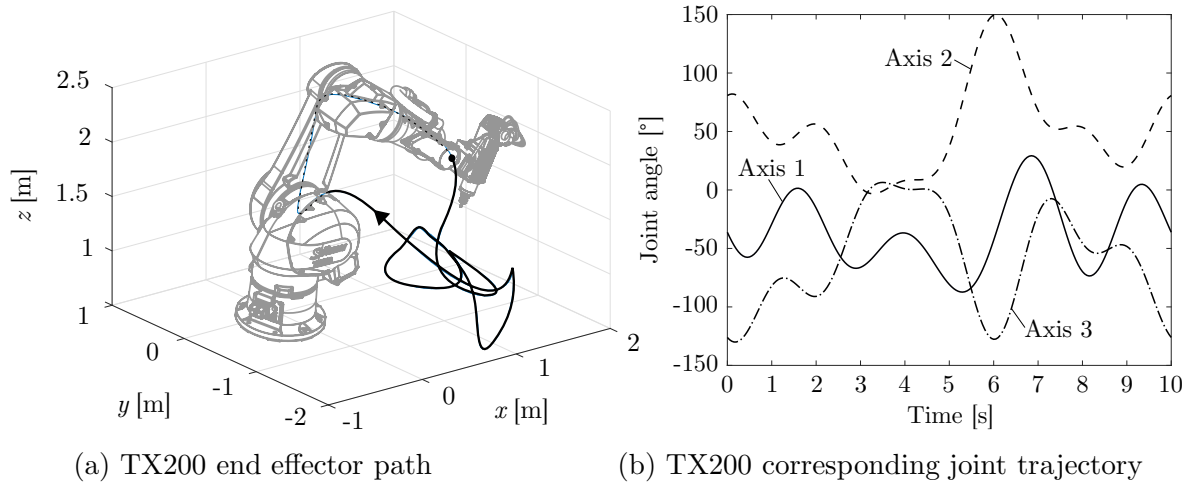 2.5
2
1.5
1
1
0
-1
-2
z [m]
y [m]
-1
0
1
2
x [m]
(a) TX200 end effector path
150
100
50
0
-50
-100
-150
Joint angle [°]
Axis 2
Axis 1
Axis 3
0 1 2 3 4 5 6 7 8 9 10
Time [s]
(b) TX200 corresponding joint trajectory